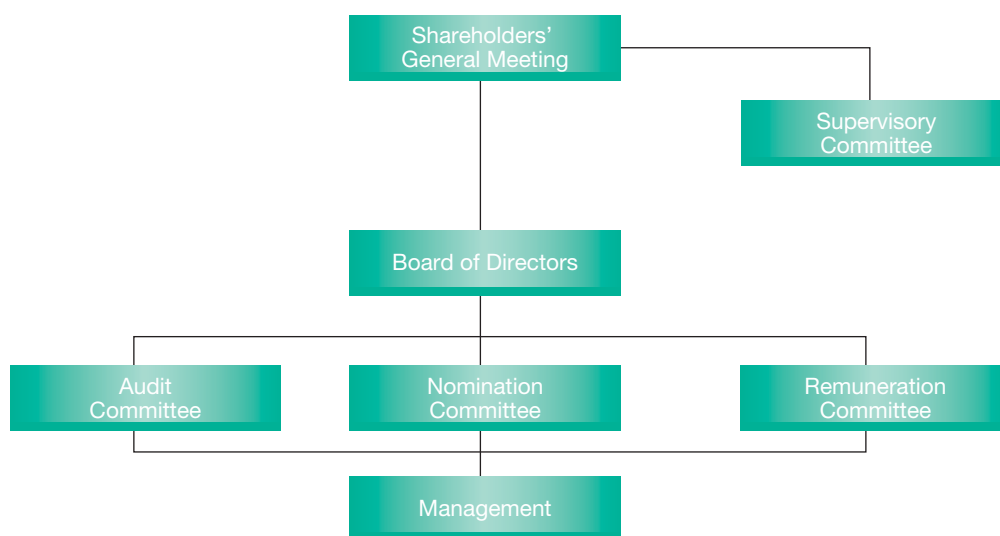 Shareholders’
General Meeting
Supervisory
Committee
Board of Directors
Audit
Committee
Nomination
Committee
Remuneration
Committee
Management